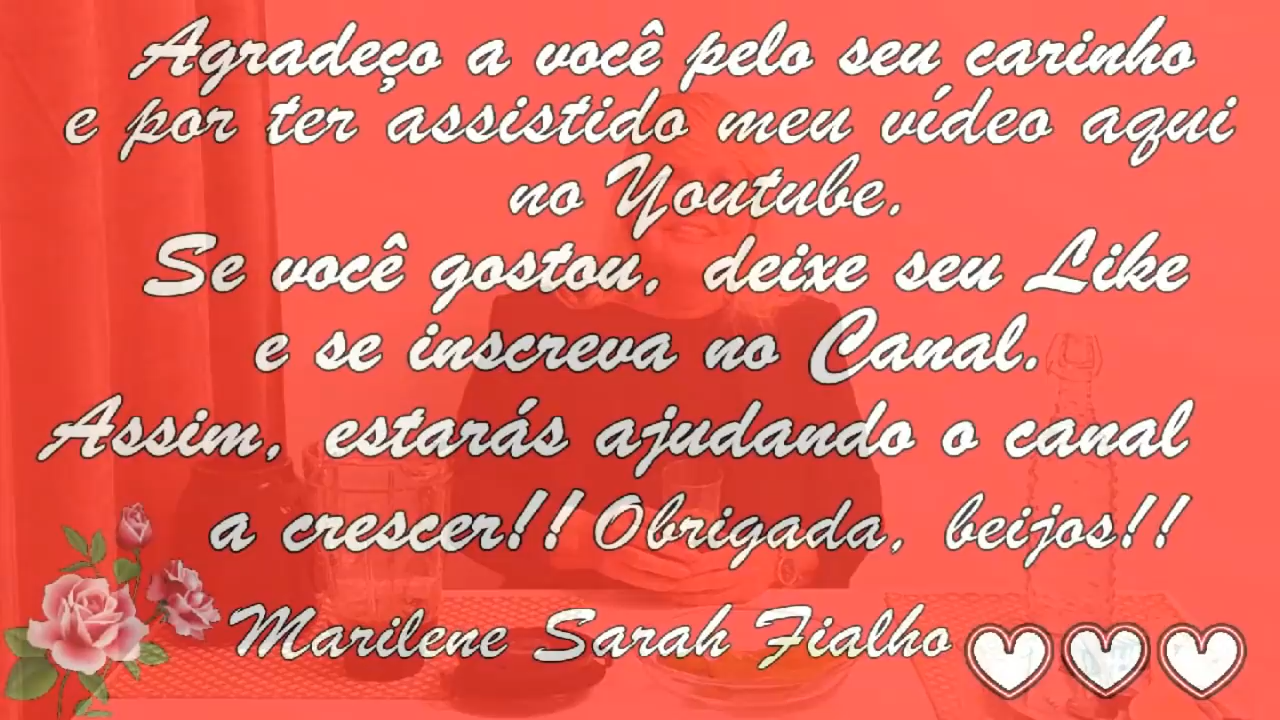 Agradeço a você pelo seu carinho
e por ter assistido meu vídeo aqui
no Youtube.
Se você gostou, deixe seu Like
e se inscreva no Canal.
Assim, estarás ajudando o canal
a crescer!! Obrigada, beijos!!
Marilene Sarah Fialho